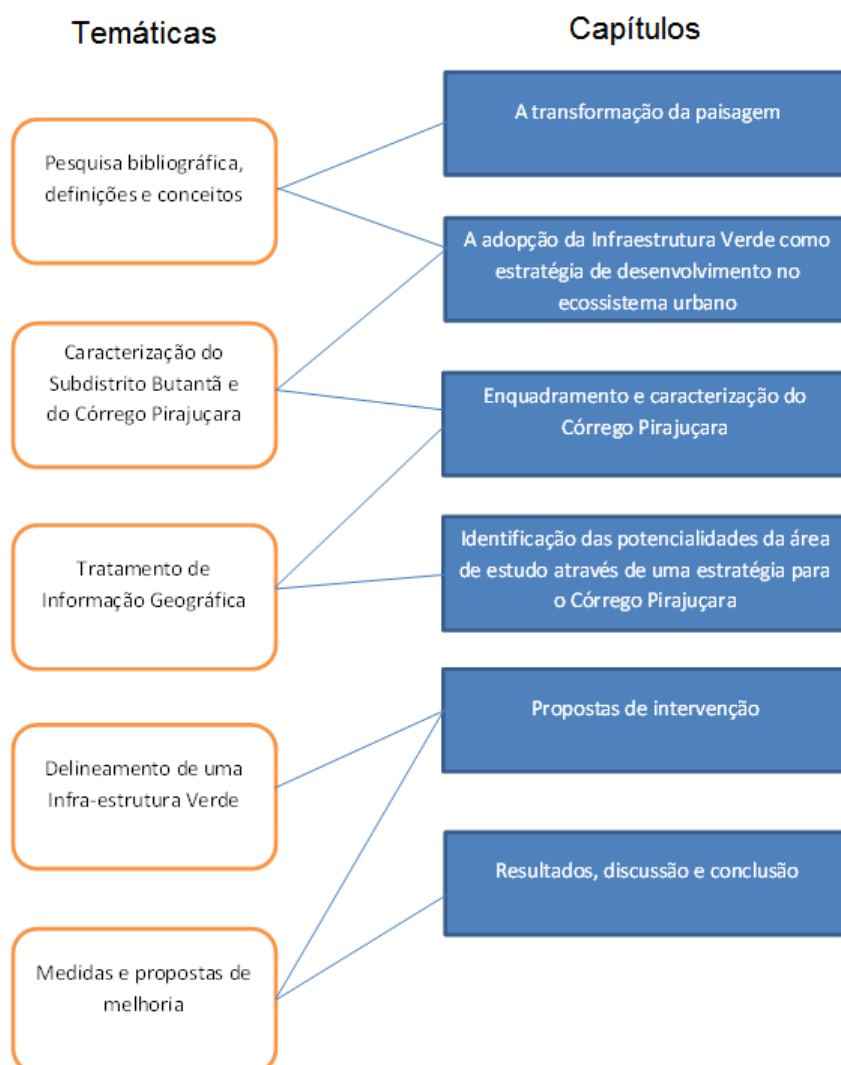 Temáticas
Capítulos
Pesquisa bibliográfica,
definições e conceitos
Caracterização do
Subdistrito Butantã e
do Córrego Pirajuçara
Tratamento de
Informação Geográfica
Delineamento de uma
Infra-estrutura Verde
Medidas e propostas de
melhoria
A transformação da paisagem
A adopção da Infraestrutura Verde como
estratégia de desenvolvimento no
ecossistema urbano
Enquadramento e caracterização do
Córrego Pirajuçara
Identificação das potencialidades da área
de estudo através de uma estratégia para
o Córrego Pirajuçara
Propostas de intervenção
Resultados, discussão e conclusão